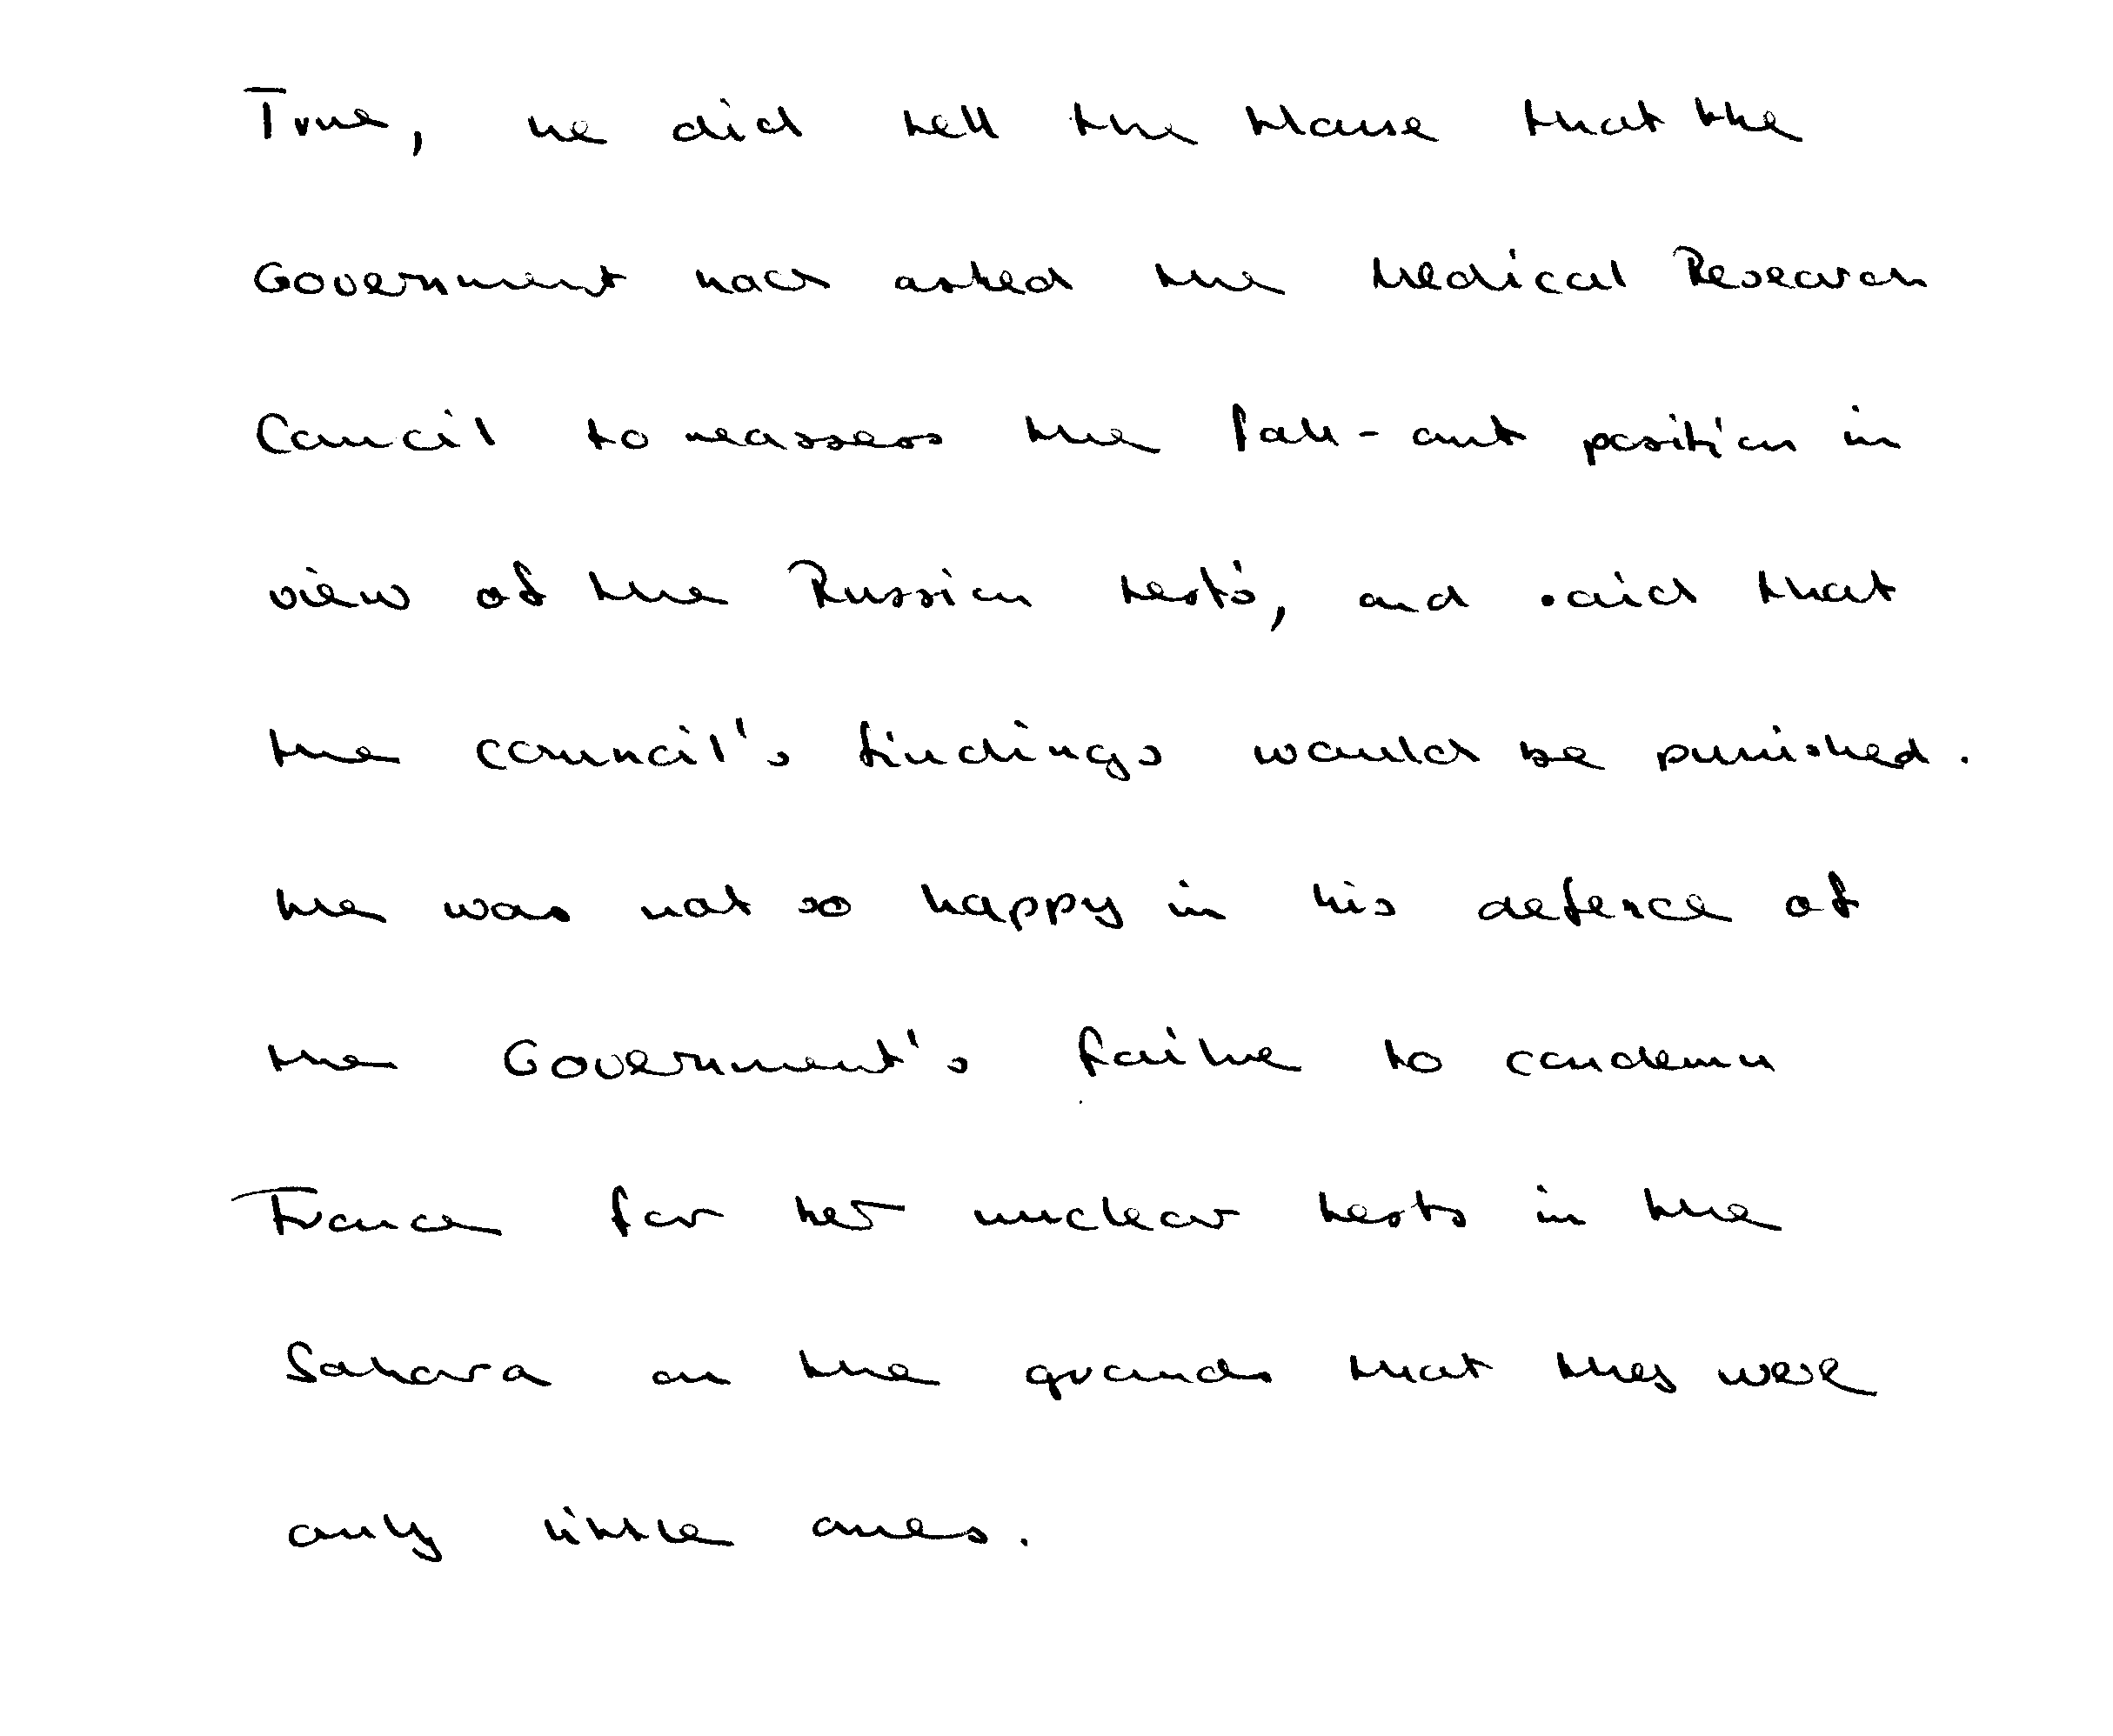 True, he did tell the House that the
Government had asked the Medical Research
Council to reassess the fall-out position in
view of the Russian tests, and said that
the council's findings would be punished.
He was not so happy in his defence of
the Government's failure to condemn
France for her nuclear tests in the
Sahara on the grounds that they were
only little ones.